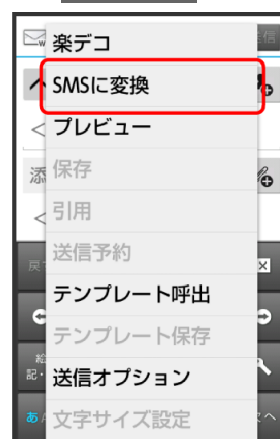 楽デコ
SMSに変換
プレビュー
添
保存
引用
送信予約
戻
テンプレート呼出
テンプレート保存
送信オプション
文字サイズ設定